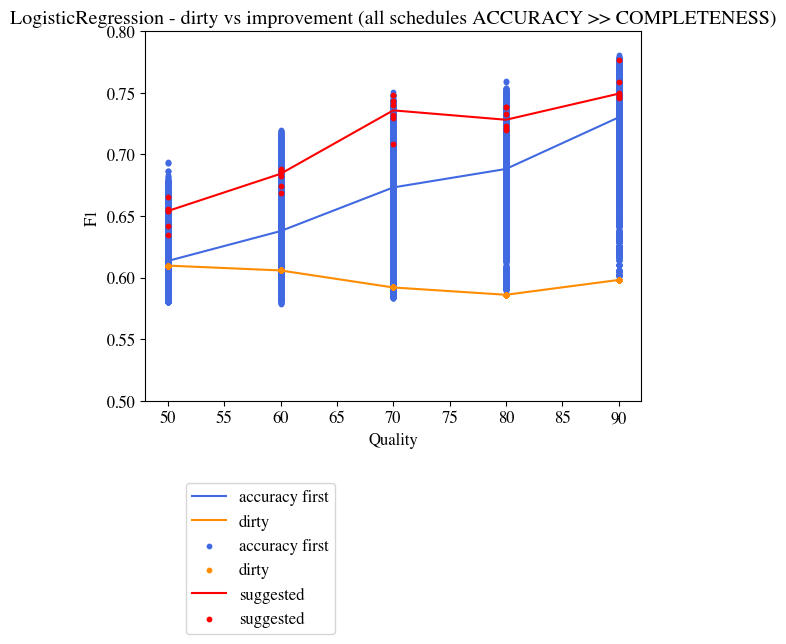 LogisticRegression - dirty vs improvement (all schedules ACCURACY >> COMPLETENESS)
0.80
0.75
0.70
0.65
0.60
0.55
0.50
F1
50 55 60 65 70 75 80 85 90
Quality
accuracy first
dirty
accuracy first
dirty
suggested
suggested